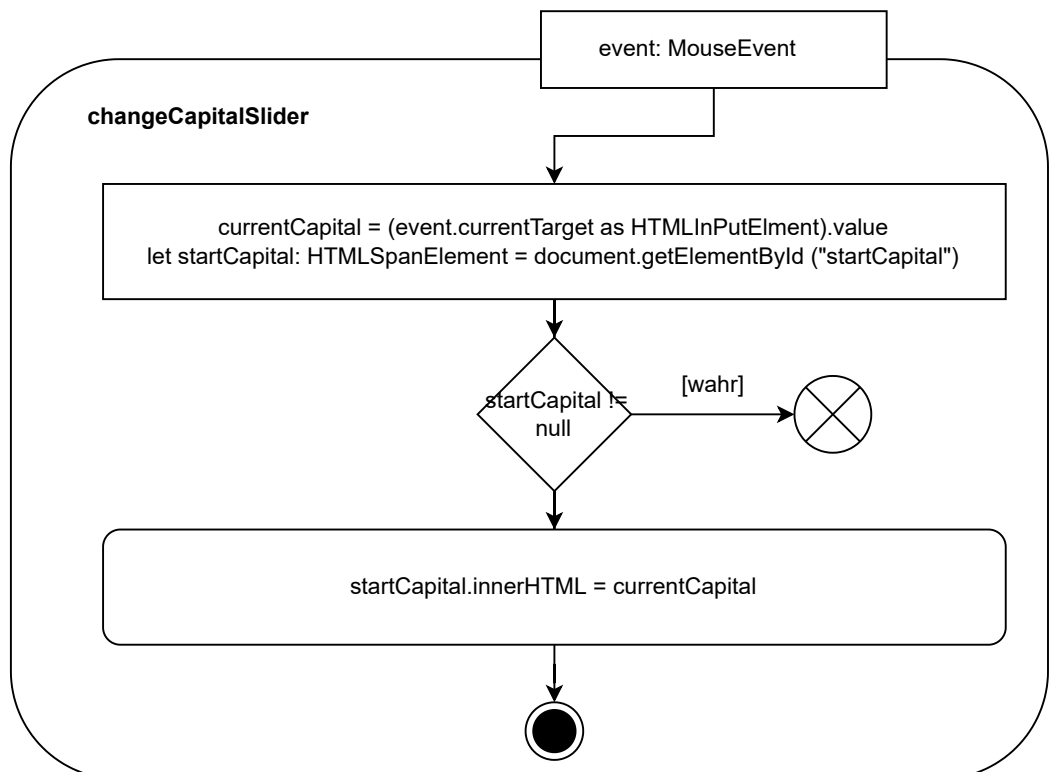 event: MouseEvent
changeCapitalSlider
currentCapital = (event.currentTarget as HTMLInPutElment).value
let startCapital: HTMLSpanElement = document.getElementById ("startCapital")
startCapital !=
null
[wahr]
startCapital.innerHTML = currentCapital